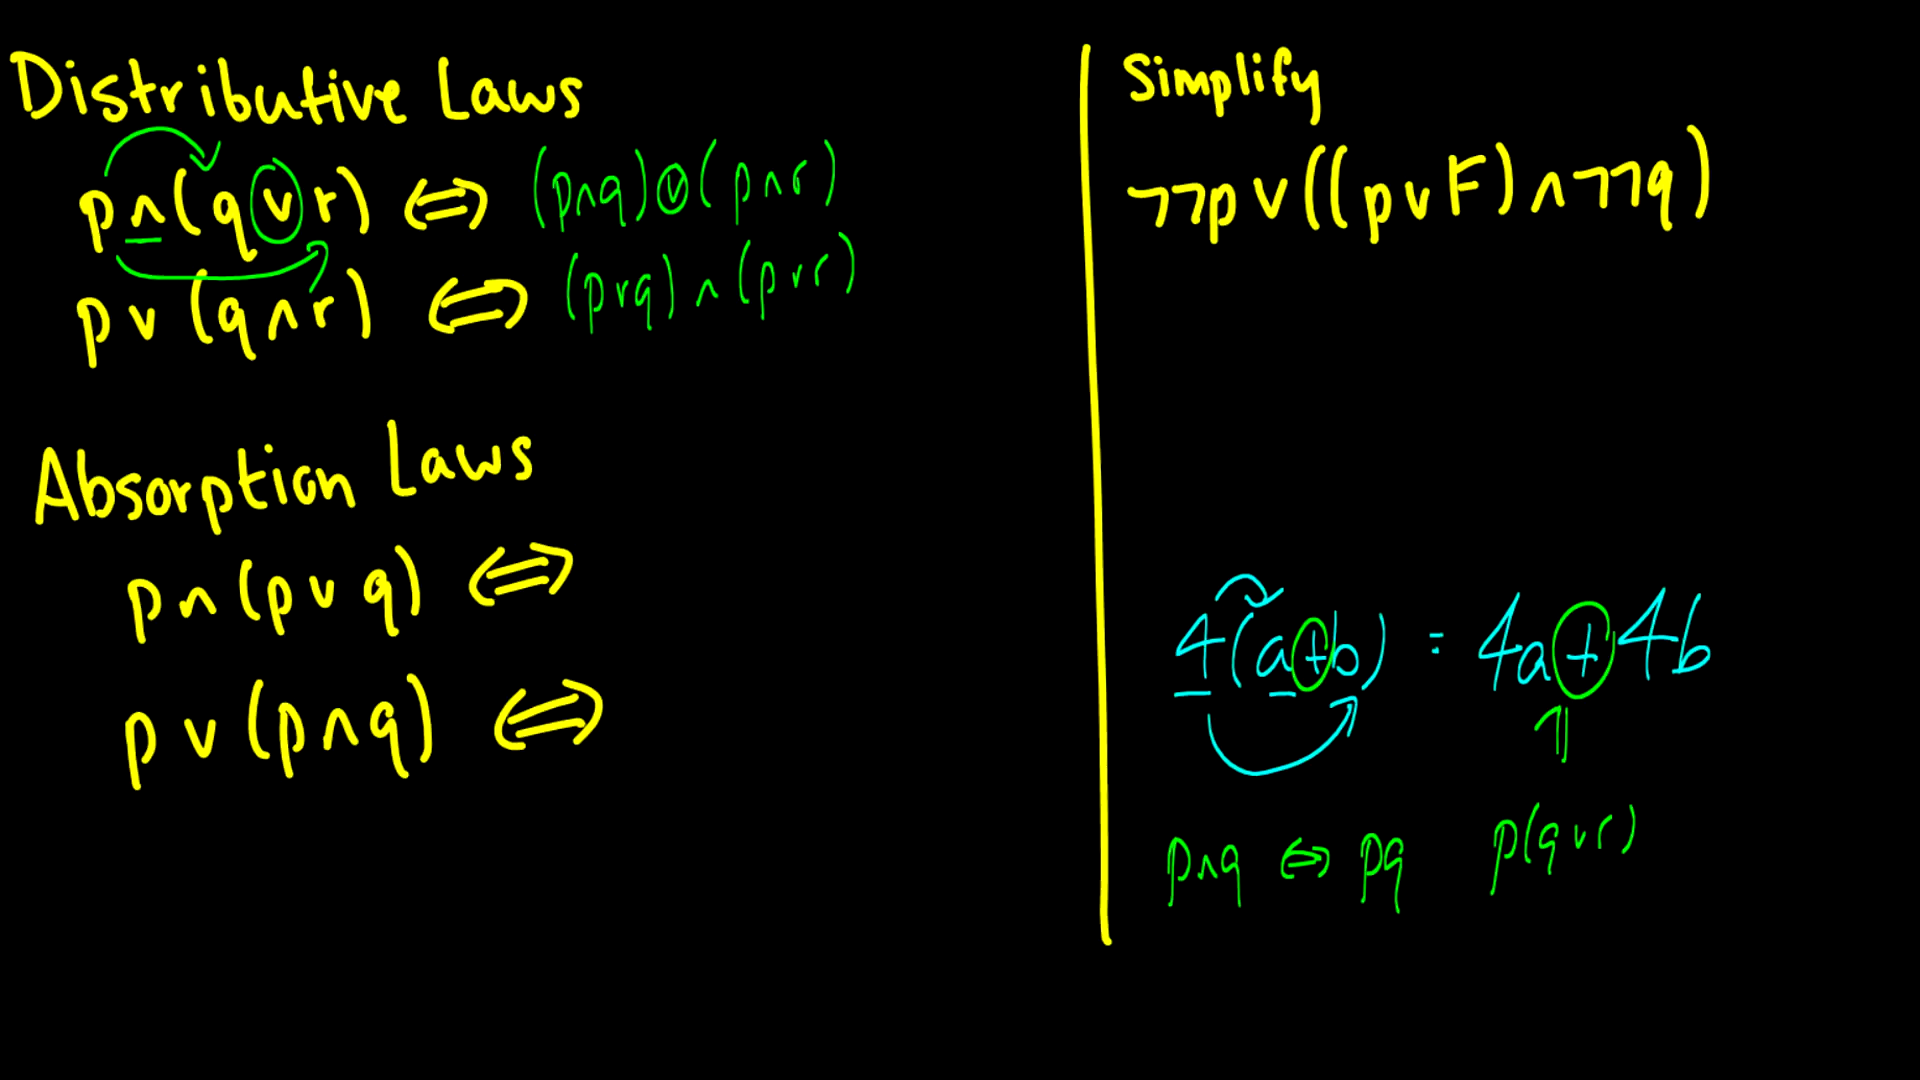 Distributive Laws
p∧(q∨r) ⇔ (p∧q)∨(p∧r)
p∨(q∧r) ⇔ (p∨q)∧(p∨r)
Absorption Laws
p∧(p∨q) ⇔
p∨(p∧q) ⇔
Simplify
¬¬p∨((p∨F)∧¬¬q)
4(a+b) = 4a+4b
p∧q ⇔ pq p(q∨r)